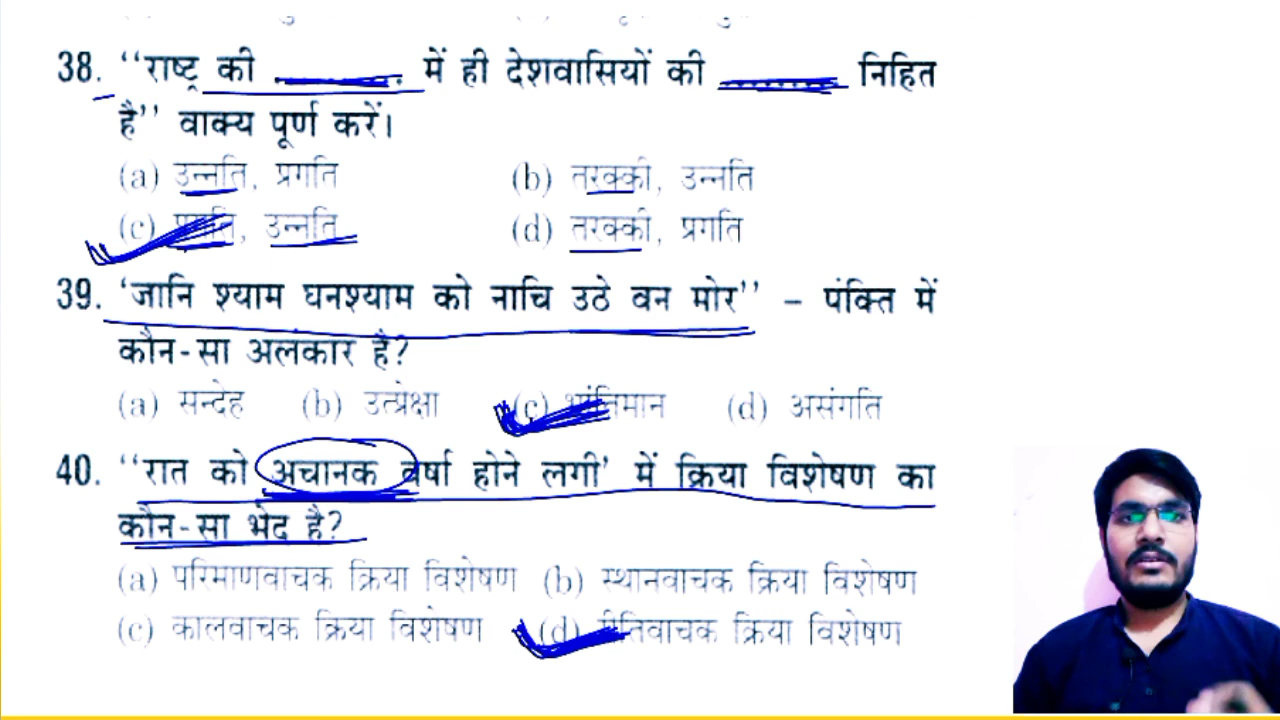 38. ‘‘राष्ट्र की ........ में ही देशवासियों की ........ निहित
है’’ वाक्य पूर्ण करें।
(a) उन्नति, प्रगति (b) तरक्की, उन्नति
(c) प्रगति, उन्नति (d) तरक्की, प्रगति
39. ‘जानि श्याम घनश्याम को नाचि उठे वन मोर’’ – पंक्ति में
कौन-सा अलंकार है?
(a) सन्देह (b) उत्प्रेक्षा (c) भ्रांतिमान (d) असंगति
40. ‘‘रात को अचानक वर्षा होने लगी’ में क्रिया विशेषण का
कौन-सा भेद है?
(a) परिमाणवाचक क्रिया विशेषण (b) स्थानवाचक क्रिया विशेषण
(c) कालवाचक क्रिया विशेषण (d) रीतिवाचक क्रिया विशेषण